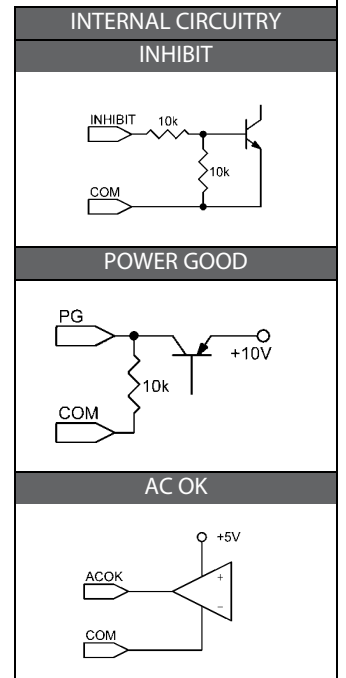 INTERNAL CIRCUITRY
INHIBIT
INHIBIT 10k
10k
COM
POWER GOOD
PG
+10V
10k
COM
AC OK
+5V
ACOK
+
−
COM